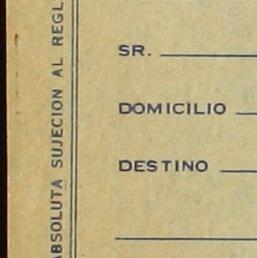 ABSOLUTA SUJECION AL REGL
SR.
DOMICILIO
DESTINO